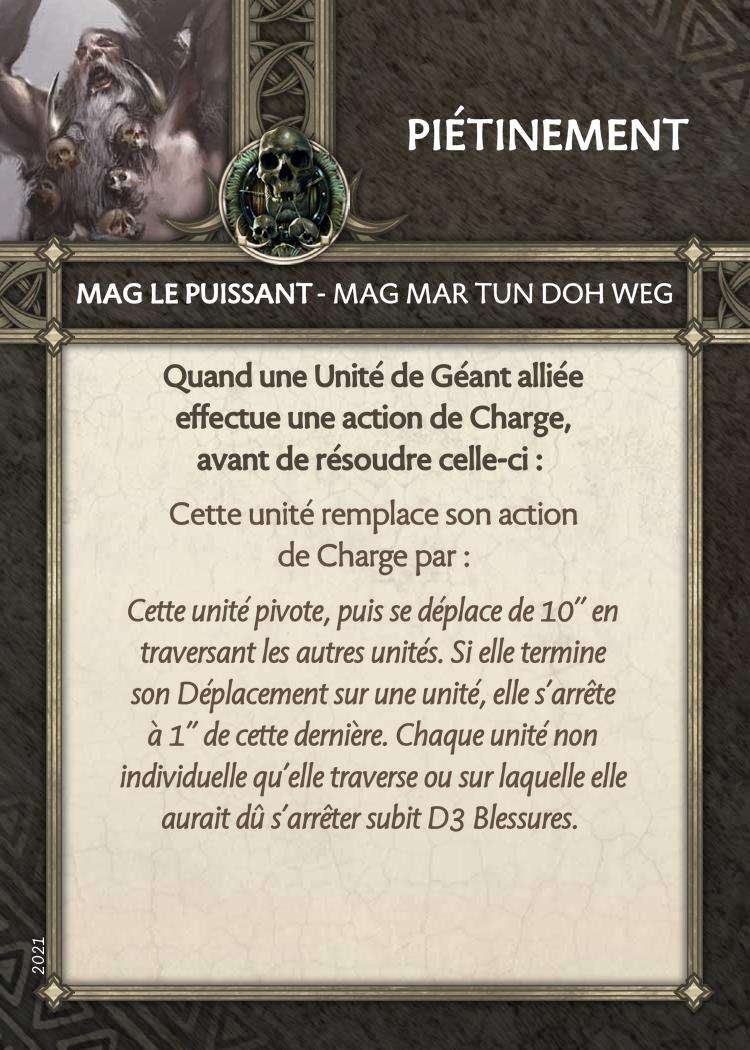 PIÉTINEMENT
MAG LE PUISSANT - MAG MAR TUN DOH WEG
Quand une Unité de Géant alliée
effectue une action de Charge,
avant de résoudre celle-ci :
Cette unité remplace son action
de Charge par :
Cette unité pivote, puis se déplace de 10″ en
traversant les autres unités. Si elle termine
son Déplacement sur une unité, elle s’arrête
à 1″ de cette dernière. Chaque unité non
individuelle qu’elle traverse ou sur laquelle elle
aurait dû s’arrêter subit D3 Blessures.
2021